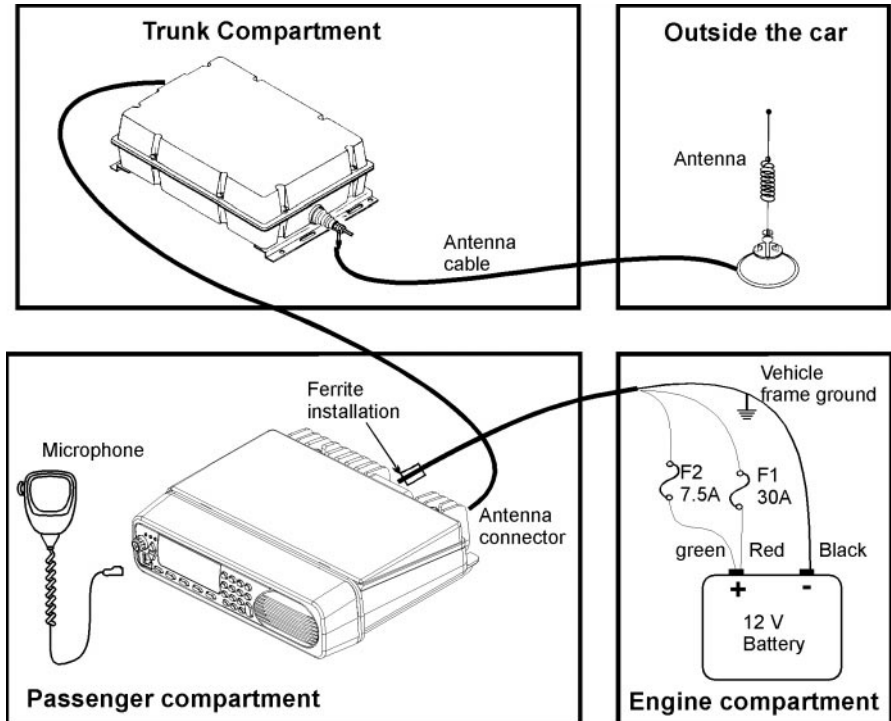 Trunk Compartment
Outside the car
Antenna
Antenna
cable
Ferrite
installation
Microphone
Antenna
connector
Passenger compartment
Vehicle
frame ground
F2
7.5A
F1
30A
green
Red
Black
+
-
12 V
Battery
Engine compartment